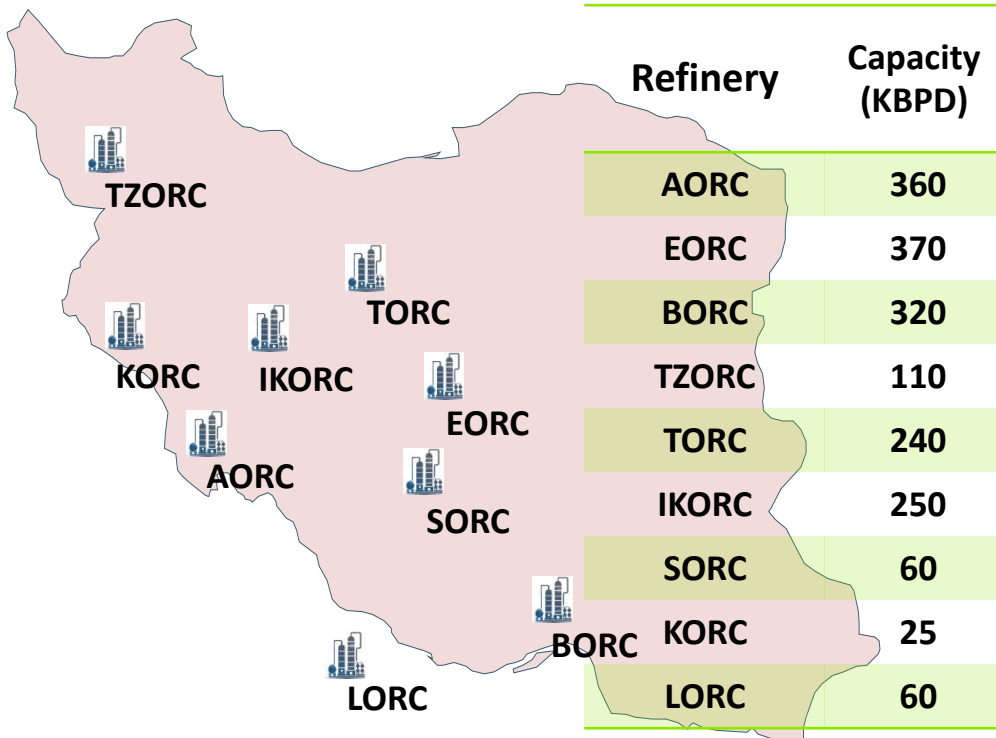 Refinery Capacity
(KBPD)
AORC 360
EORC 370
BORC 320
TZORC 110
TORC 240
IKORC 250
SORC 60
KORC 25
LORC 60
TZORC
TORC
KORC
IKORC
EORC
AORC
SORC
BORC
LORC